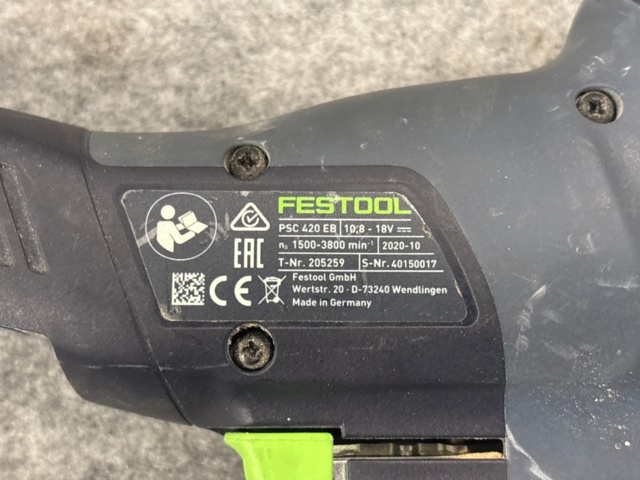 FESTOOL
PSC 420 EB 10,8 - 18V
n₀ 1500-3800 min⁻¹ 2020-10
T-Nr. 205259 S-Nr. 40150017
Festool GmbH
Wertstr. 20 · D-73240 Wendlingen
Made in Germany
EAC
CE